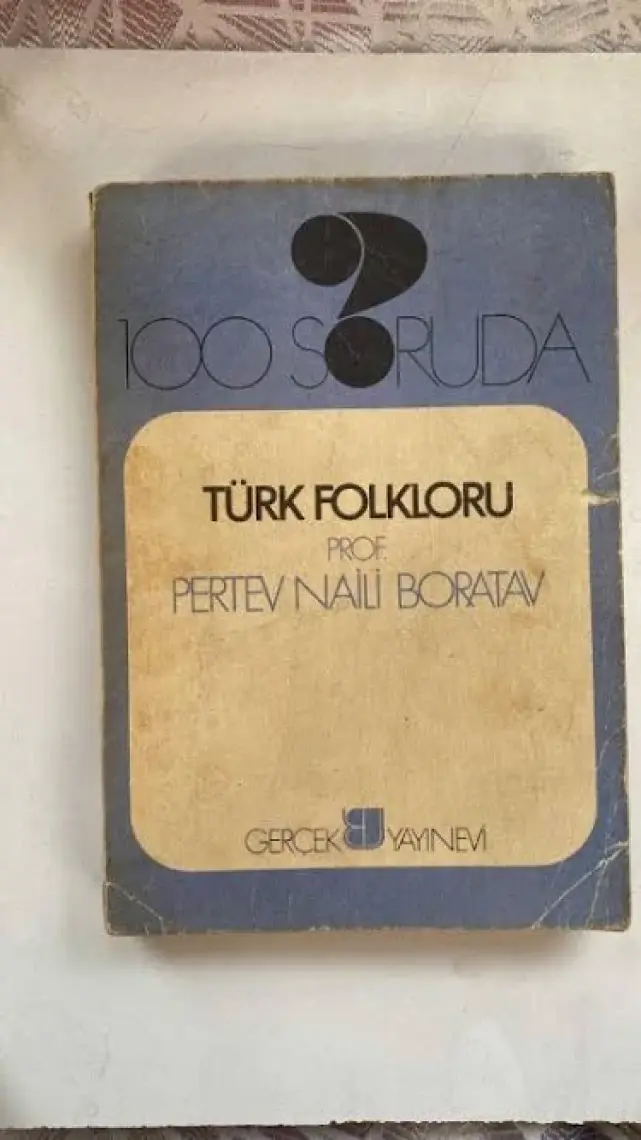 100 SORUDA
TÜRK FOLKLORU
PROF.
PERTEV NAİLİ BORATAV
GERÇEK YAYINEVİ